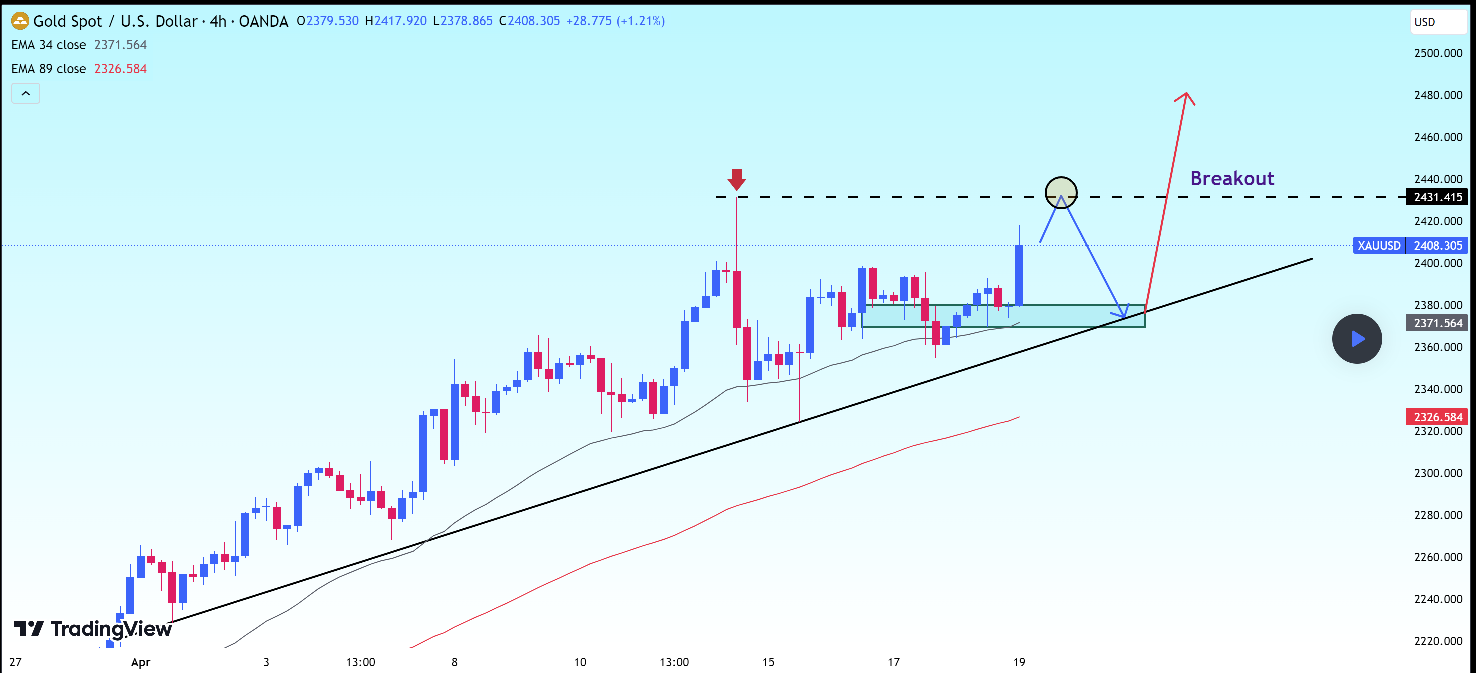 Gold Spot / U.S. Dollar · 4h · OANDA O2379.530 H2417.920 L2378.865 C2408.305 +28.775 (+1.21%)
USD
EMA 34 close 2371.564
EMA 89 close 2326.584
2500.000
2480.000
2460.000
2440.000
Breakout
2431.415
2420.000
XAUUSD 2408.305
2400.000
2380.000
2371.564
2360.000
2340.000
2326.584
2320.000
2300.000
2280.000
2260.000
2240.000
2220.000
TradingView
27 Apr 3 13:00 8 10 13:00 15 17 19